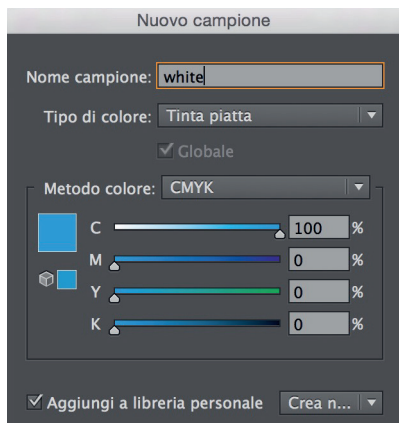 Nuovo campione
Nome campione: white
Tipo di colore: Tinta piatta
Globale
Metodo colore: CMYK
C 100 %
M 0 %
Y 0 %
K 0 %
Aggiungi a libreria personale Crea n...